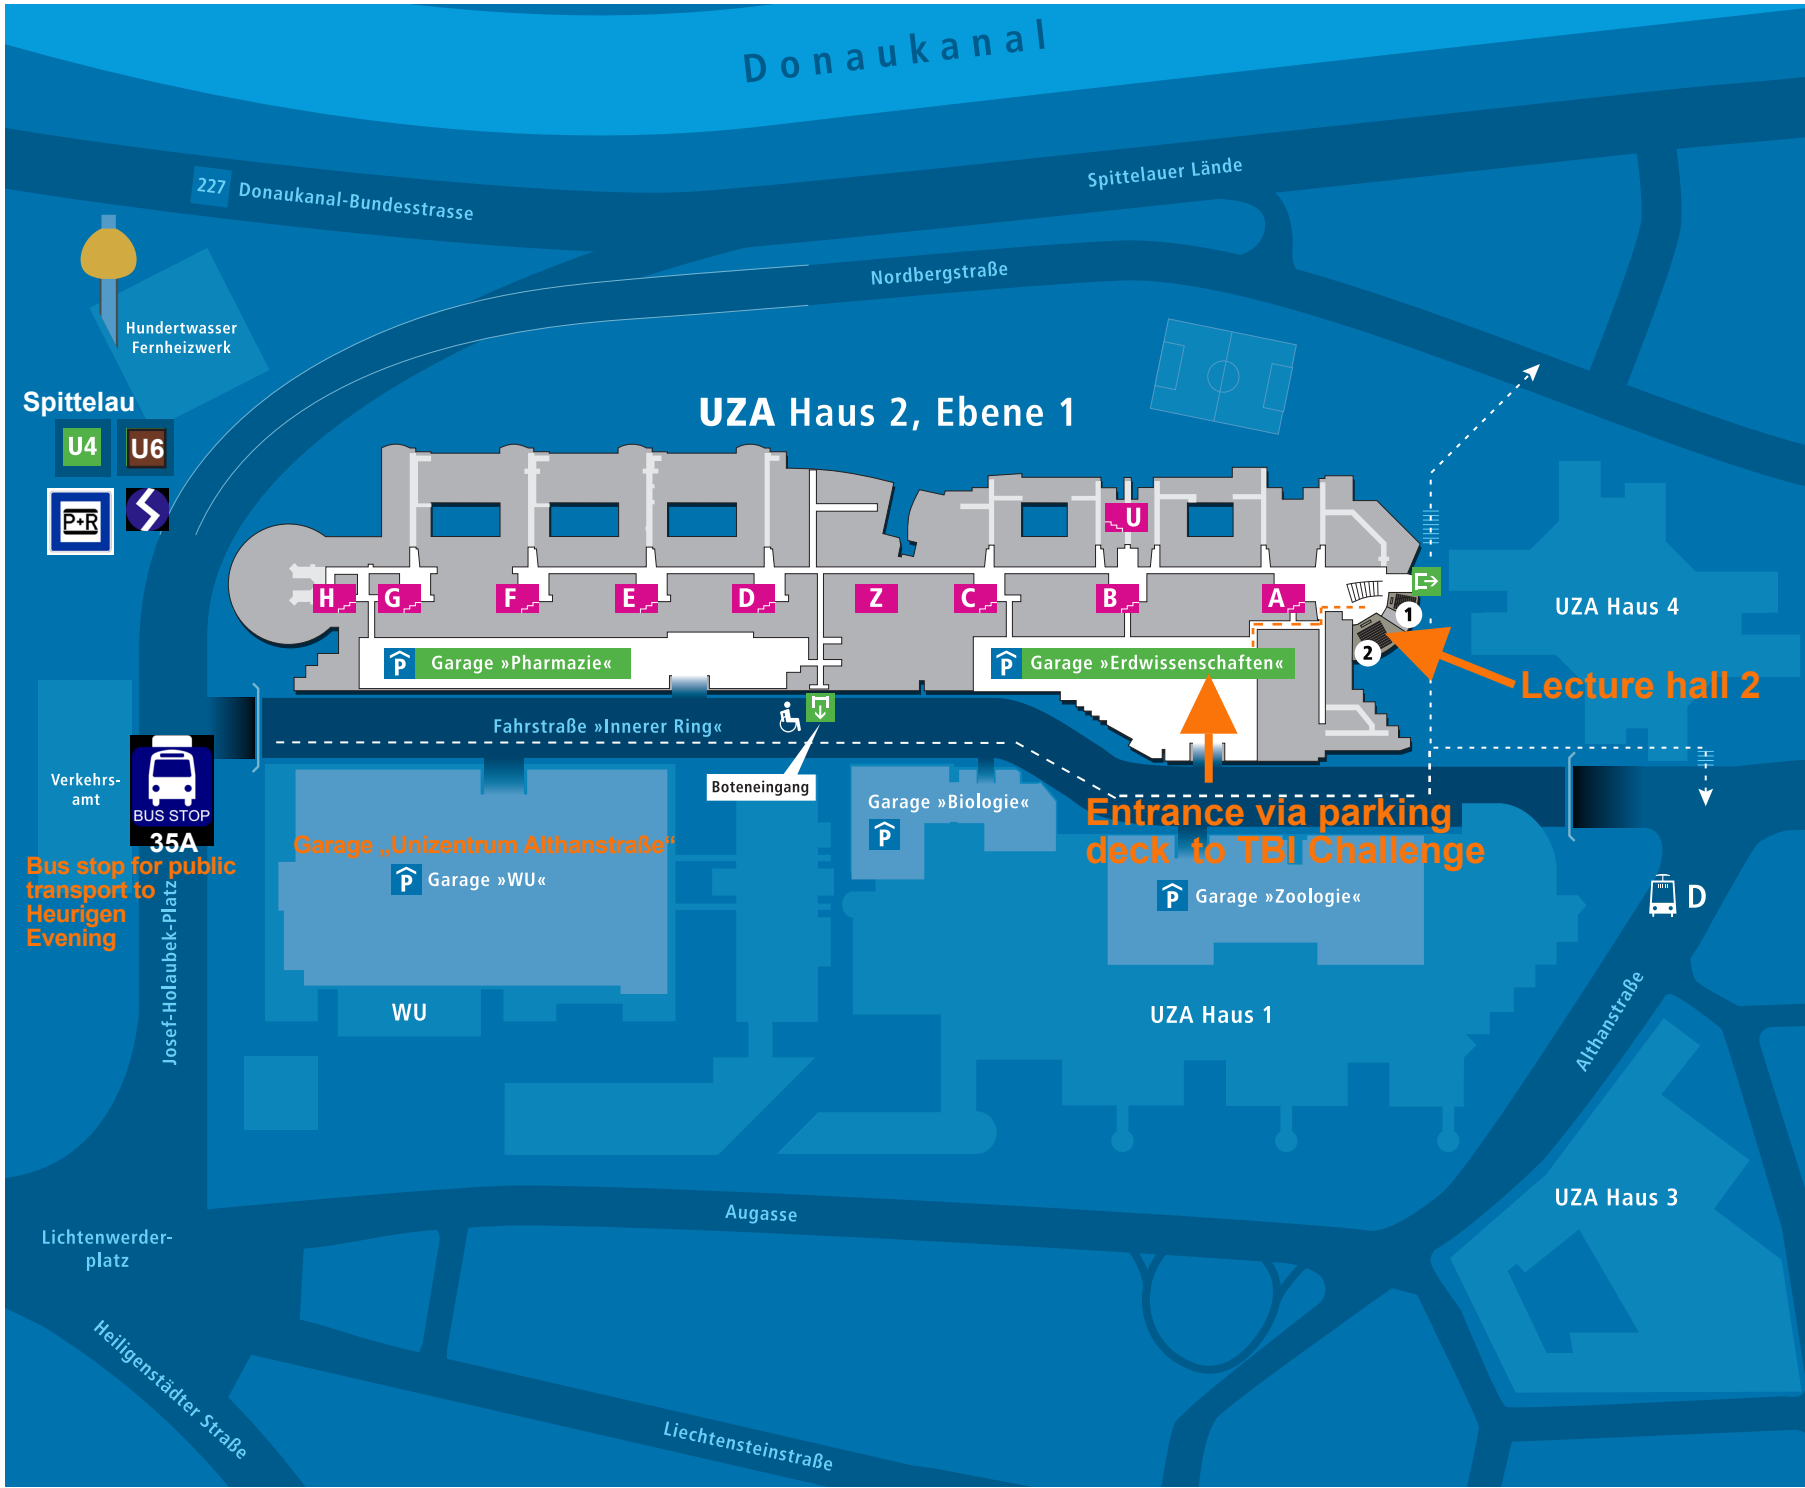 Donaukanal
227 Donaukanal-Bundesstrasse
Spittelauer Lände
Nordbergstraße
Hundertwasser
Fernheizwerk
Spittelau
U4 U6
P+R
UZA Haus 2, Ebene 1
U
H G F E D Z C B A
1
2
UZA Haus 4
P Garage »Pharmazie«
P Garage »Erdwissenschaften«
Lecture hall 2
Fahrstraße »Innerer Ring«
Boteneingang
Verkehrs-
amt
BUS STOP
35A
Bus stop for public
transport to
Heurigen
Evening
Josef-Holaubek-Platz
Garage „Unizentrum Althanstraße“
P Garage »WU«
WU
Garage »Biologie«
P
Entrance via parking
deck to TBI Challenge
P Garage »Zoologie«
UZA Haus 1
D
Althanstraße
UZA Haus 3
Augasse
Lichtenwerder-
platz
Heiligenstädter Straße
Liechtensteinstraße